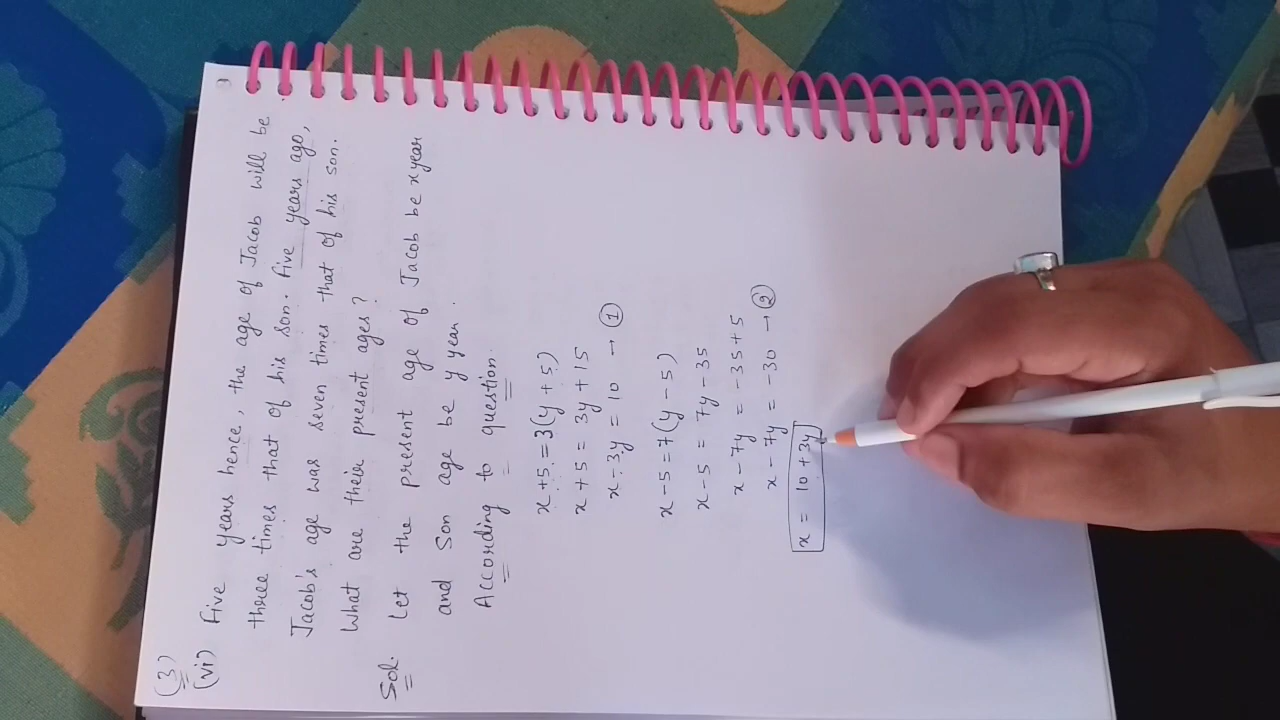 (3)
(vi) Five years hence, the age of Jacob will be
three times that of his son. Five years ago,
Jacob's age was seven times that of his son.
What are their present ages?
Sol. Let the present age of Jacob be x year
and son age be y year.
According to question.
x + 5 = 3(y + 5)
x + 5 = 3y + 15
x - 3y = 10 → ①
x - 5 = 7(y - 5)
x - 5 = 7y - 35
x - 7y = -35 + 5
x - 7y = -30 → ②
x = 10 + 3y